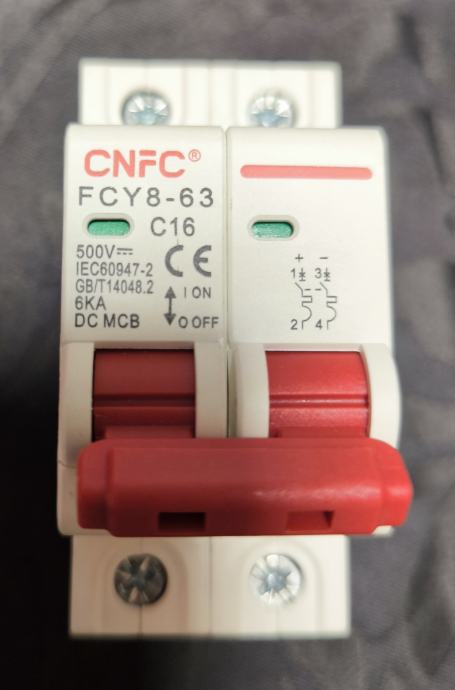 CNFC®
FCY8-63
C16
500V⎓
IEC60947-2
GB/T14048.2
6KA
DC MCB
CE
I ON
O OFF
+ -
1 3
2 4